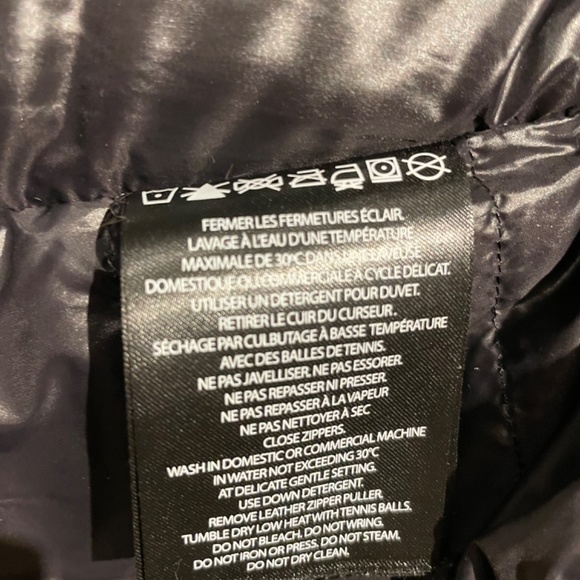 FERMER LES FERMETURES ÉCLAIR.
LAVAGE À L'EAU D'UNE TEMPÉRATURE
MAXIMALE DE 30°C DANS UNE LAVEUSE
DOMESTIQUE OU COMMERCIALE À CYCLE DÉLICAT.
UTILISER UN DÉTERGENT POUR DUVET.
RETIRER LE CUIR DU CURSEUR.
SÉCHAGE PAR CULBUTAGE À BASSE TEMPÉRATURE
AVEC DES BALLES DE TENNIS.
NE PAS JAVELLISER. NE PAS ESSORER.
NE PAS REPASSER NI PRESSER.
NE PAS REPASSER À LA VAPEUR
NE PAS NETTOYER À SEC
CLOSE ZIPPERS.
WASH IN DOMESTIC OR COMMERCIAL MACHINE
IN WATER NOT EXCEEDING 30°C
AT DELICATE GENTLE SETTING.
USE DOWN DETERGENT.
REMOVE LEATHER ZIPPER PULLER.
TUMBLE DRY LOW HEAT WITH TENNIS BALLS.
DO NOT BLEACH. DO NOT WRING.
DO NOT IRON OR PRESS. DO NOT STEAM.
DO NOT DRY CLEAN.